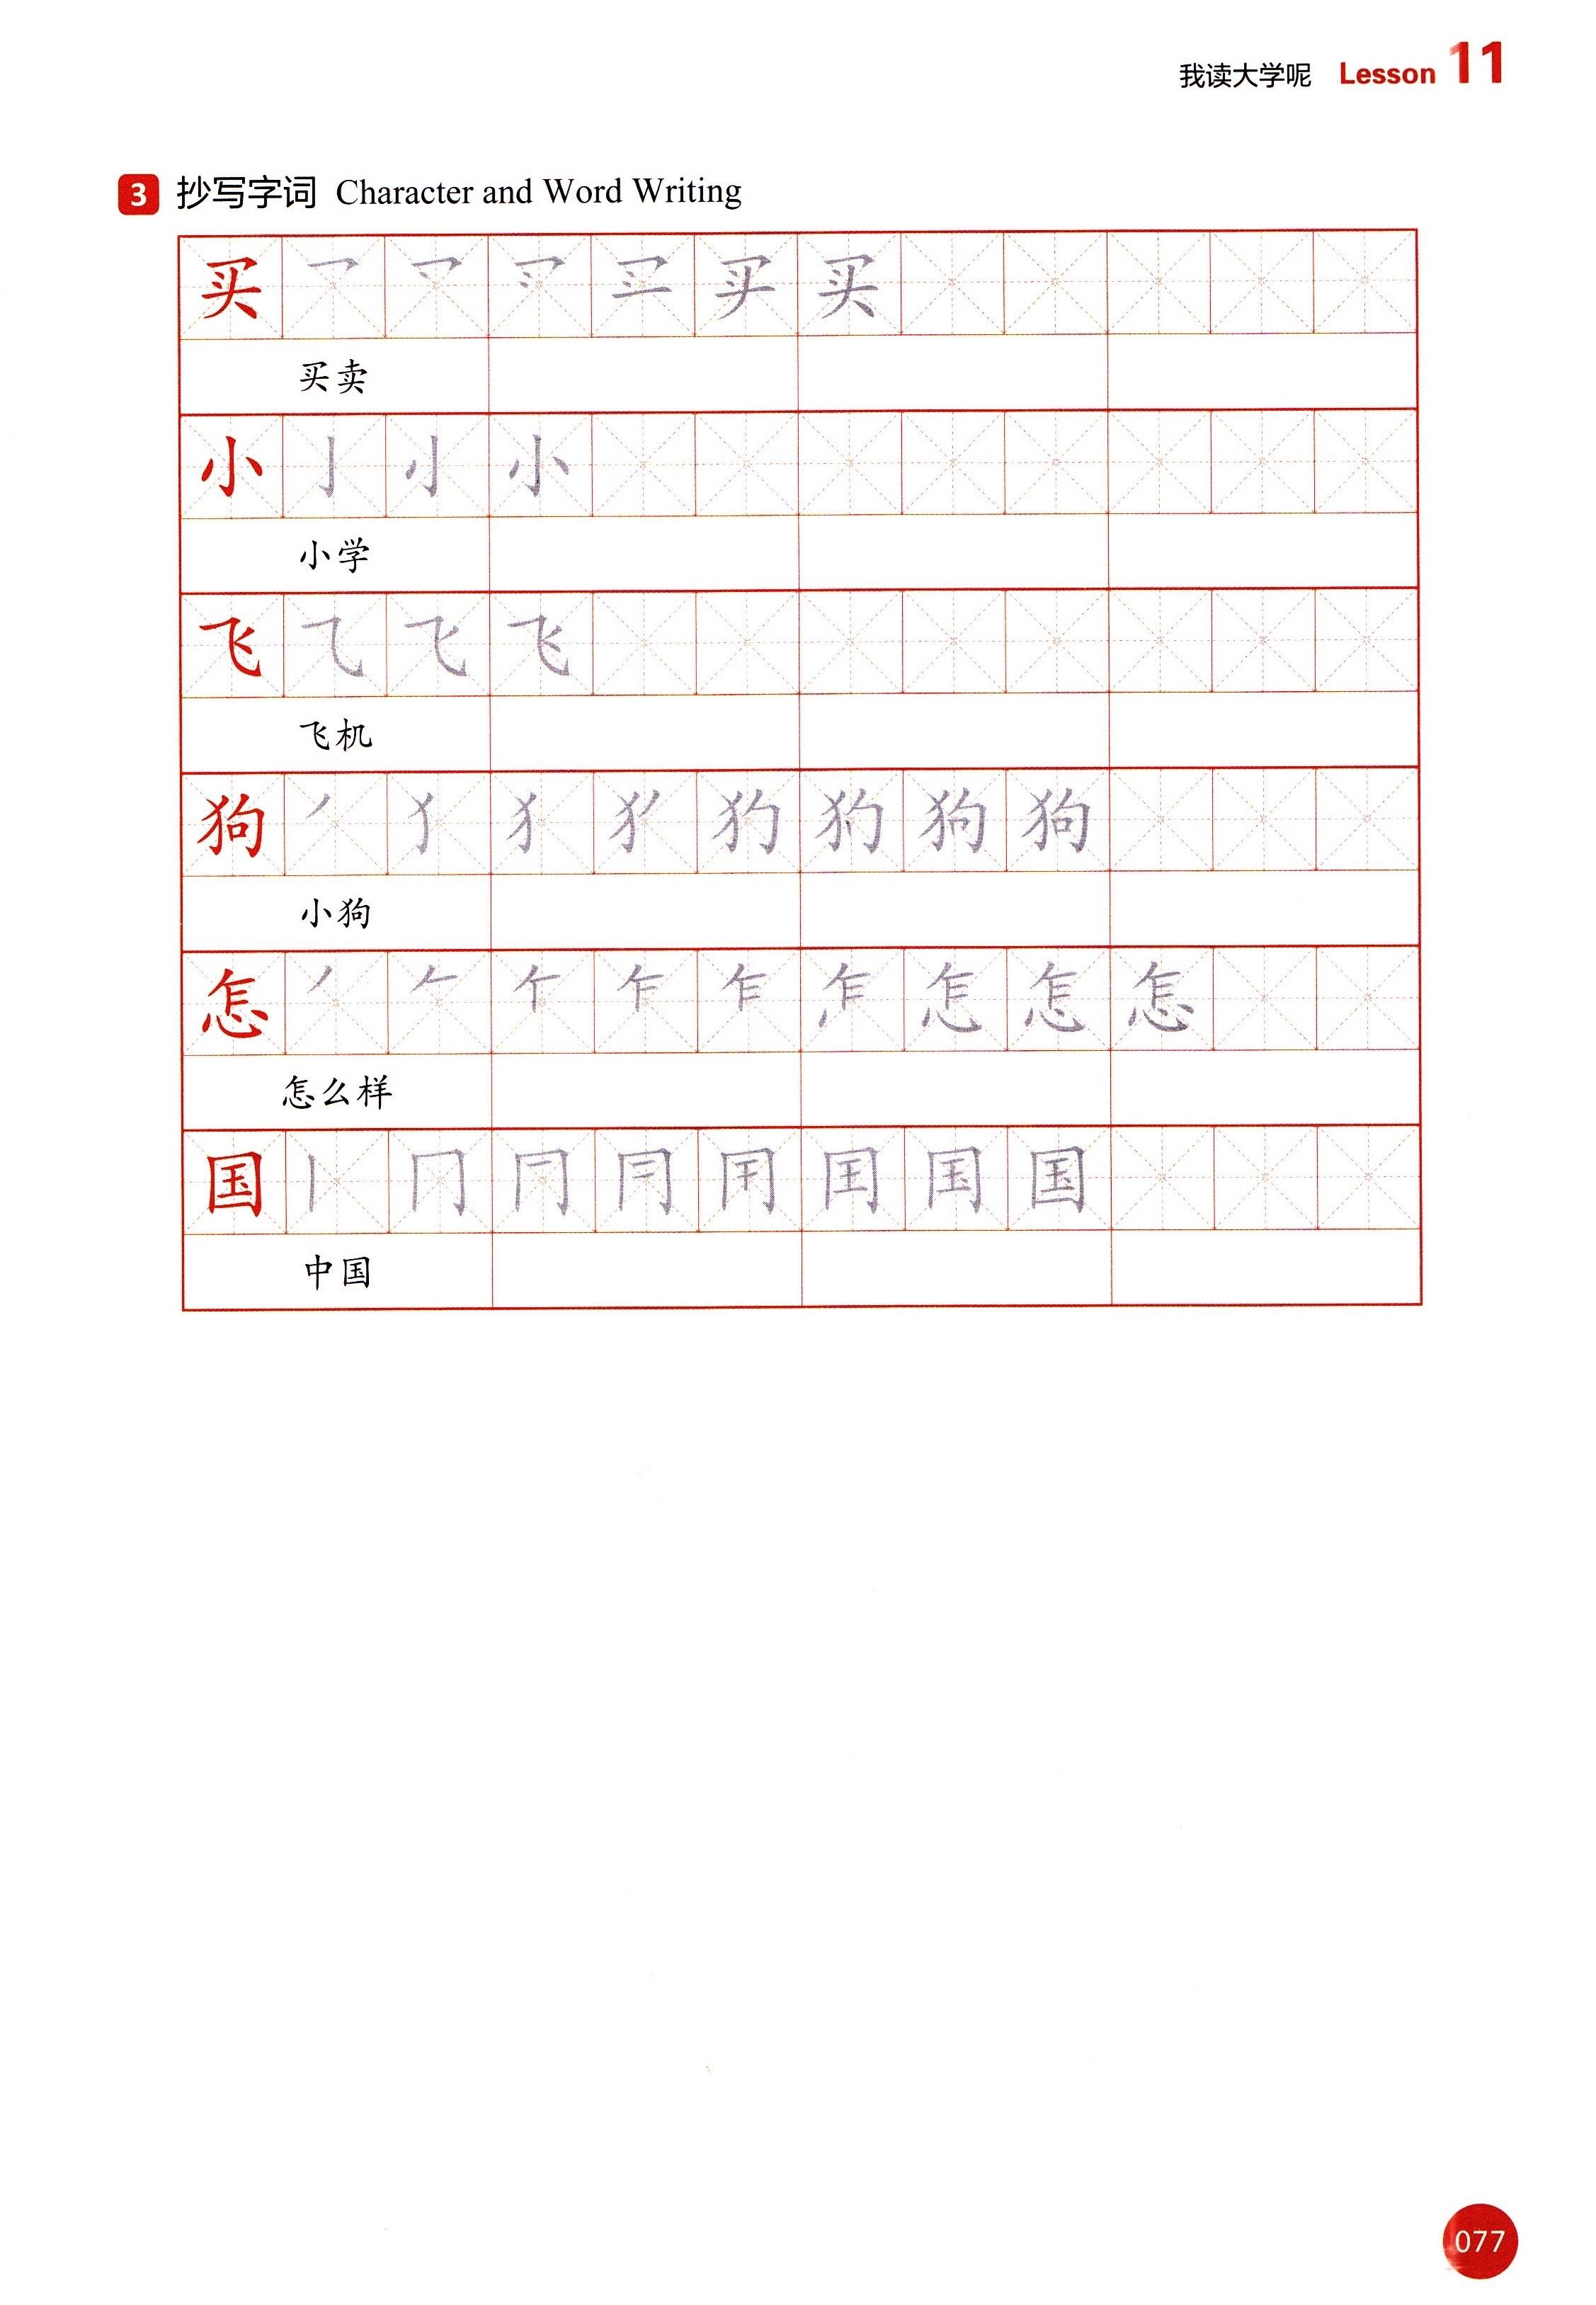 我读大学呢 Lesson 11
3 抄写字词 Character and Word Writing
买
买卖
小
小学
飞
飞机
狗
小狗
怎
怎么样
国
中国
077